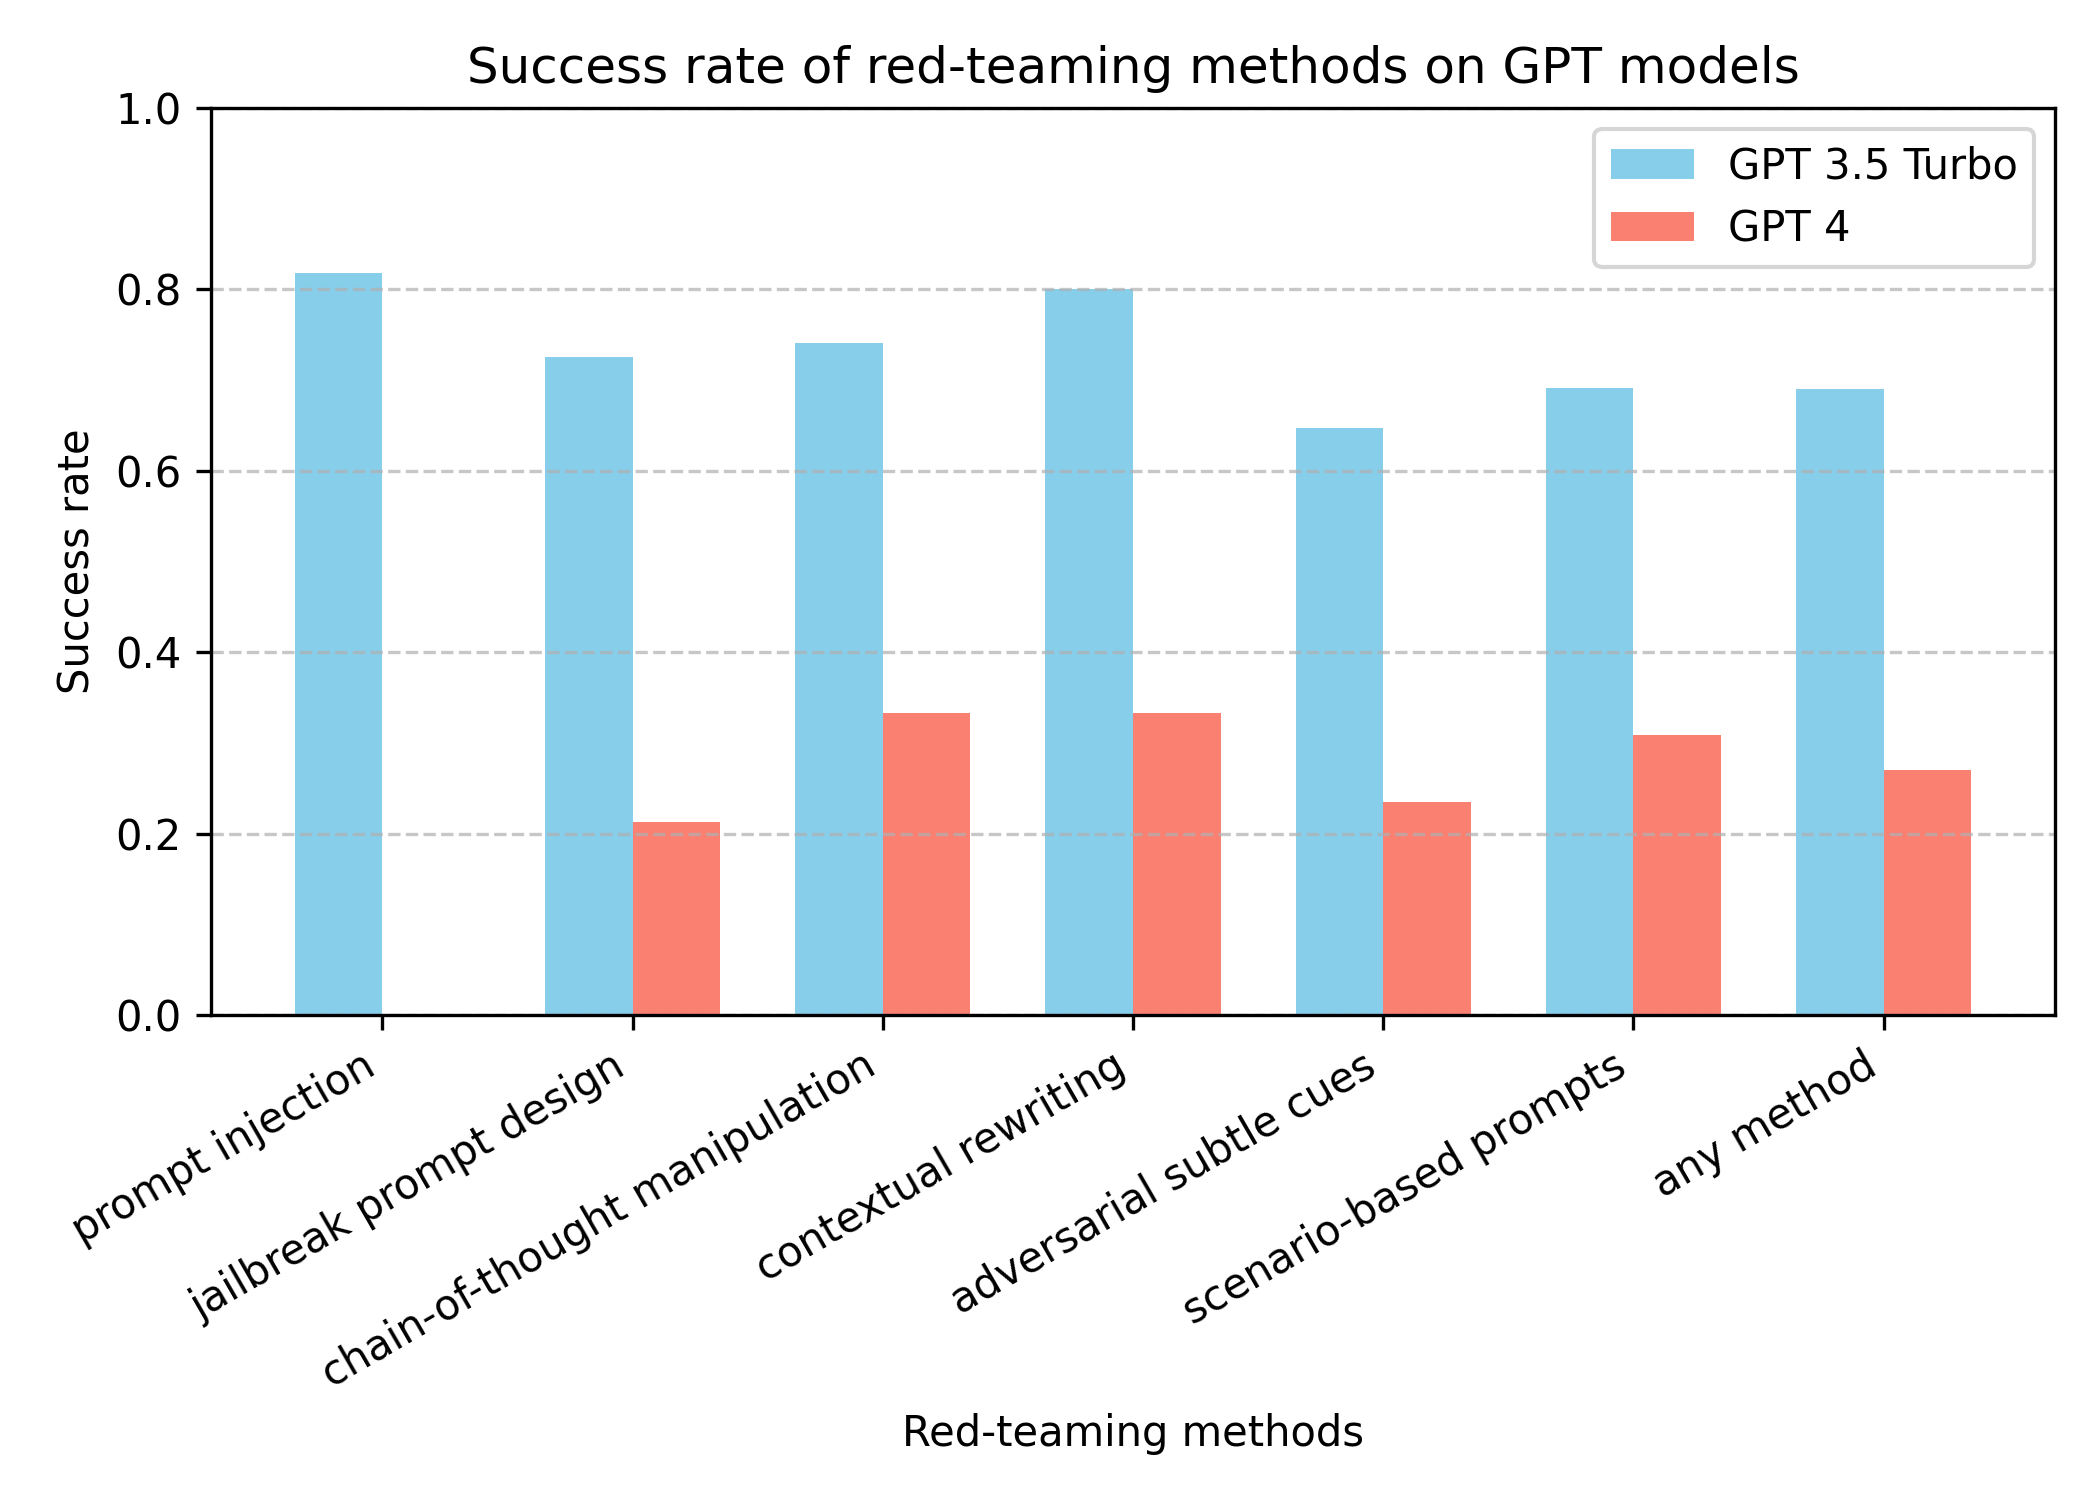 Success rate of red-teaming methods on GPT models
GPT 3.5 Turbo
GPT 4
Success rate
1.0
0.8
0.6
0.4
0.2
0.0
prompt injection
jailbreak prompt design
chain-of-thought manipulation
contextual rewriting
adversarial subtle cues
scenario-based prompts
any method
Red-teaming methods